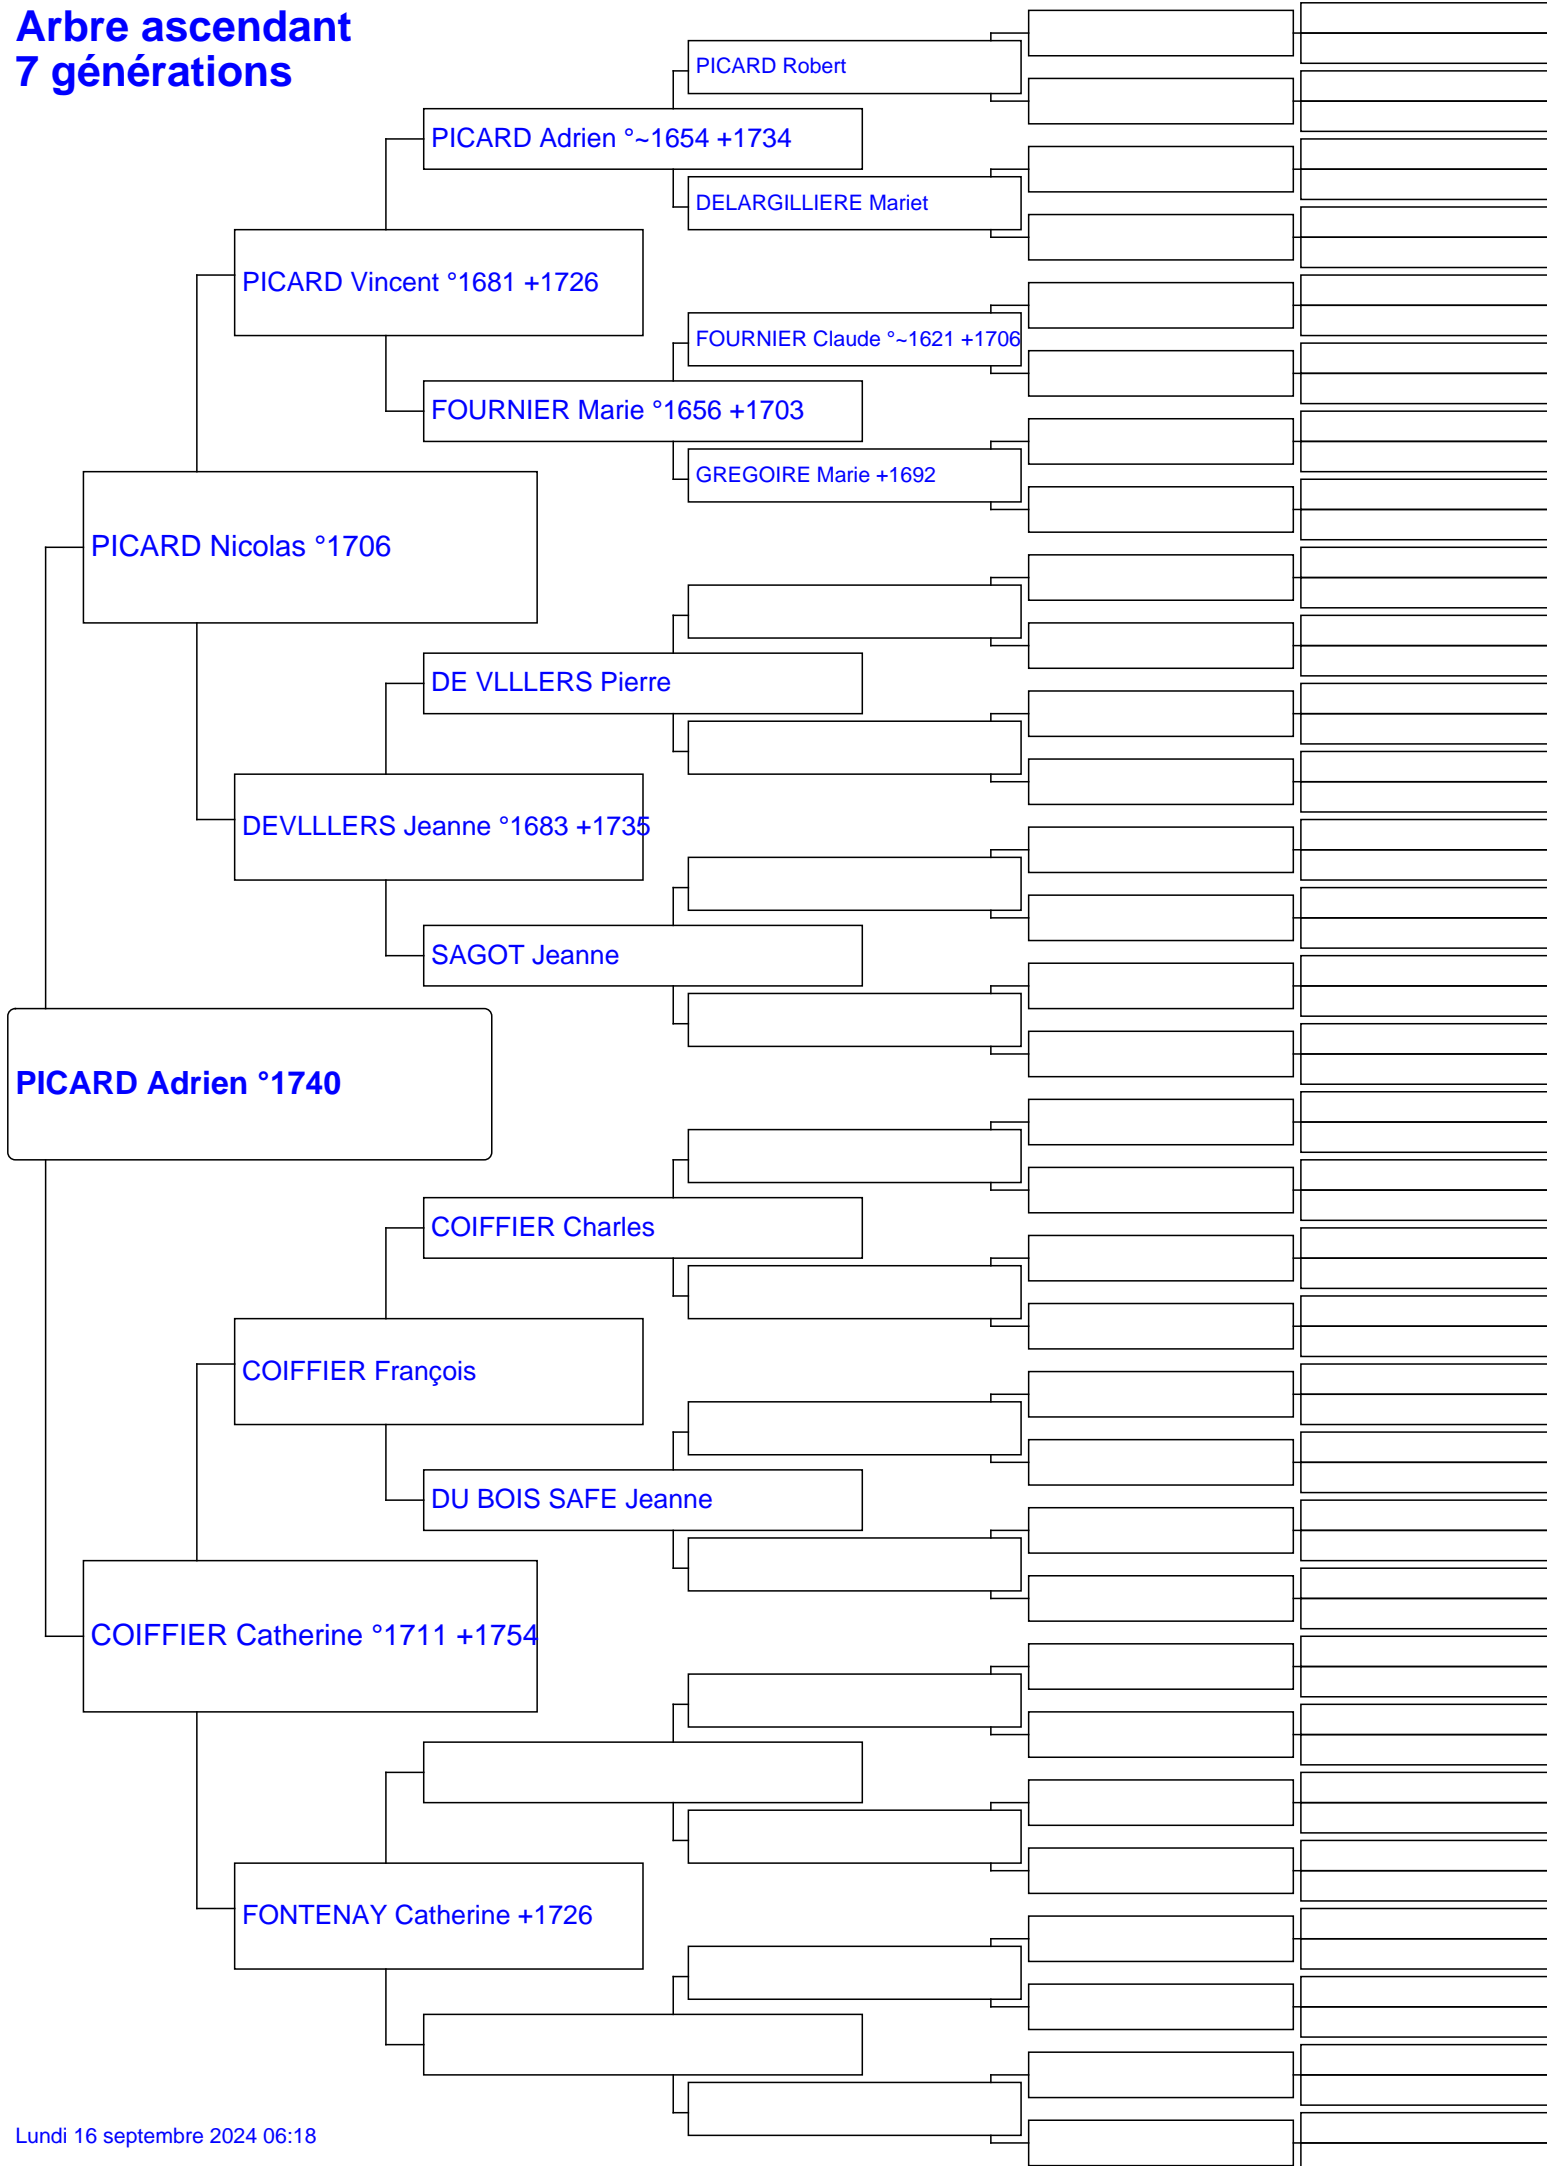 Arbre ascendant
7 générations
PICARD Robert
PICARD Adrien °~1654 +1734
DELARGILLIERE Mariet
PICARD Vincent °1681 +1726
FOURNIER Claude °~1621 +1706
FOURNIER Marie °1656 +1703
GREGOIRE Marie +1692
PICARD Nicolas °1706
DE VLLLERS Pierre
DEVLLLERS Jeanne °1683 +1735
SAGOT Jeanne
PICARD Adrien °1740
COIFFIER Charles
COIFFIER François
DU BOIS SAFE Jeanne
COIFFIER Catherine °1711 +1754
FONTENAY Catherine +1726
Lundi 16 septembre 2024 06:18